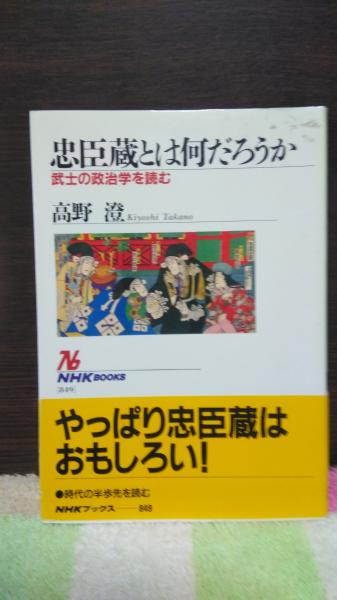 忠臣蔵とは何だろうか
武士の政治学を読む
高野 澄 Kiyoshi Takano
NHK BOOKS
[849]
やっぱり忠臣蔵は
おもしろい!
●時代の半歩先を読む
NHKブックス——849